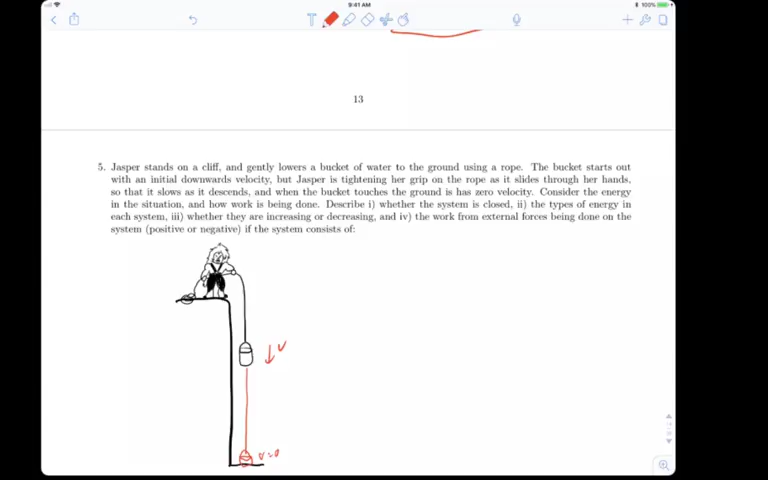 9:41 AM
100%
T
13
5. Jasper stands on a cliff, and gently lowers a bucket of water to the ground using a rope. The bucket starts out
with an initial downwards velocity, but Jasper is tightening her grip on the rope as it slides through her hands,
so that it slows as it descends, and when the bucket touches the ground is has zero velocity. Consider the energy
in the situation, and how work is being done. Describe i) whether the system is closed, ii) the types of energy in
each system, iii) whether they are increasing or decreasing, and iv) the work from external forces being done on the
system (positive or negative) if the system consists of:
↓ v
v=0